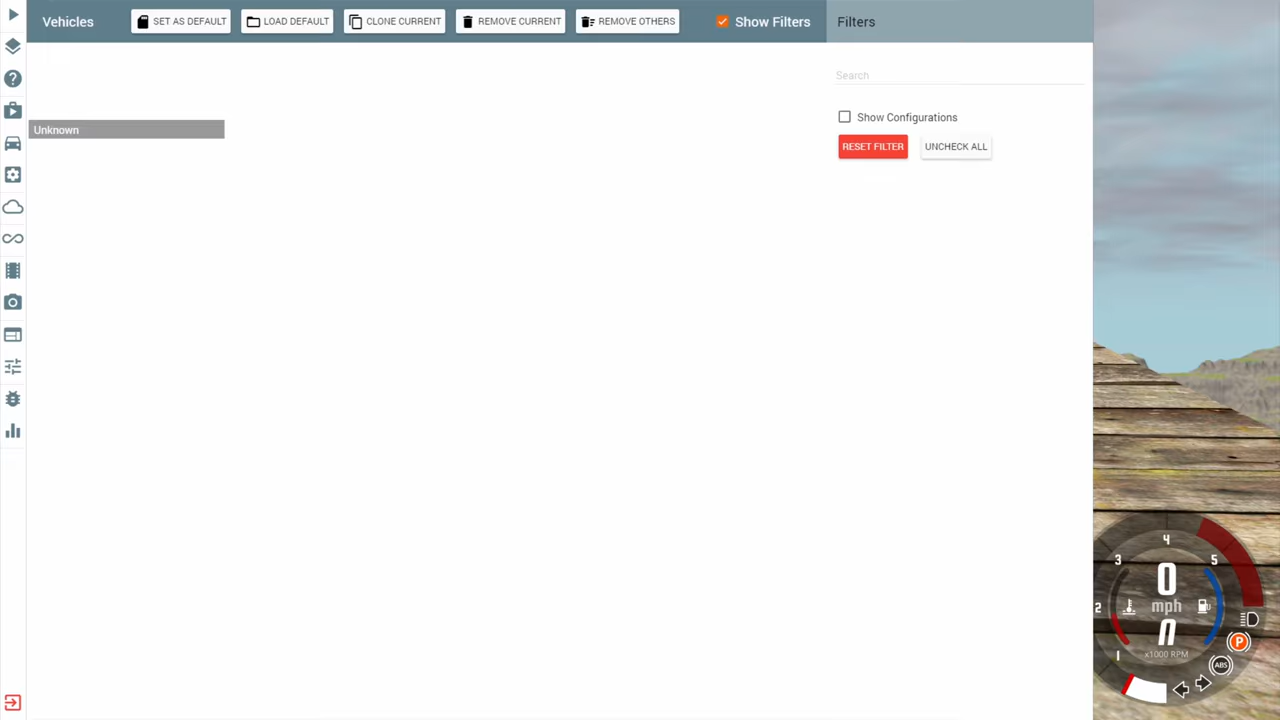 Vehicles
SET AS DEFAULT
LOAD DEFAULT
CLONE CURRENT
REMOVE CURRENT
REMOVE OTHERS
Show Filters
Filters
Search
Unknown
Show Configurations
RESET FILTER
UNCHECK ALL
4
3
5
0
2
mph
n
1
x1000 RPM
P
ABS